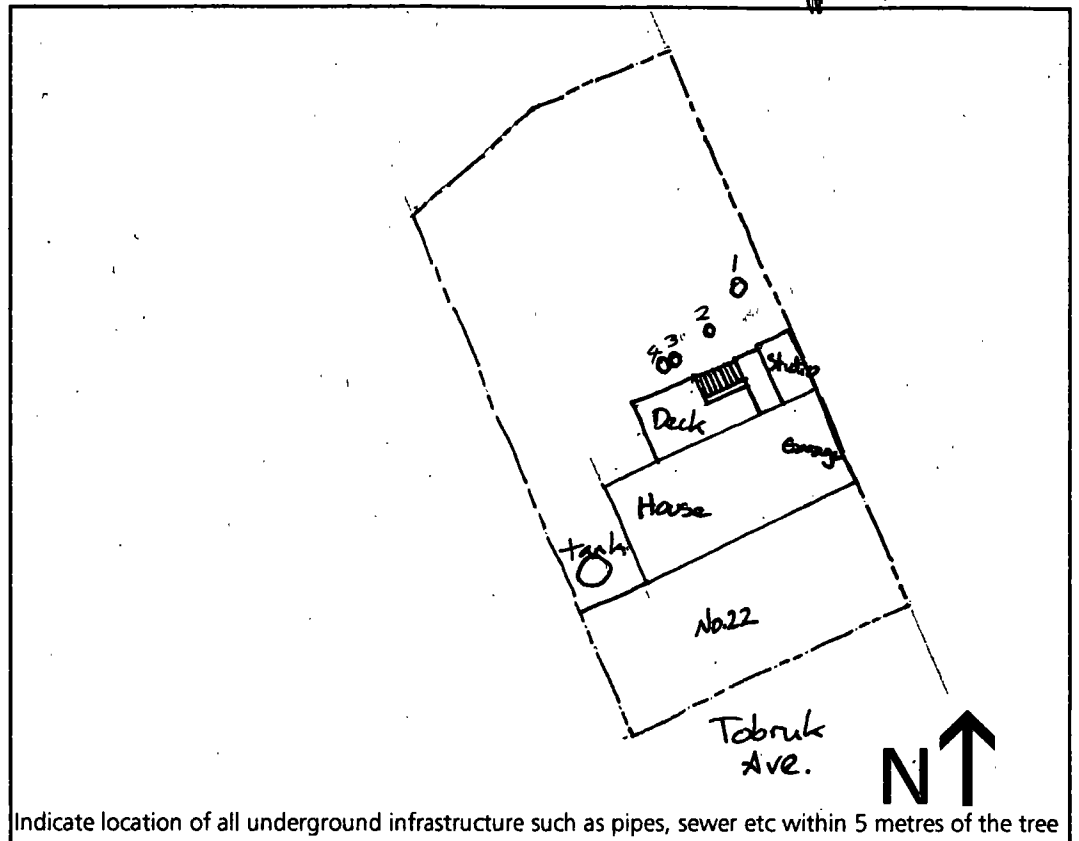 1
2
3
4
Studio
Deck
Garage
House
tank
No.22
Tobruk
Ave.
N
Indicate location of all underground infrastructure such as pipes, sewer etc within 5 metres of the tree